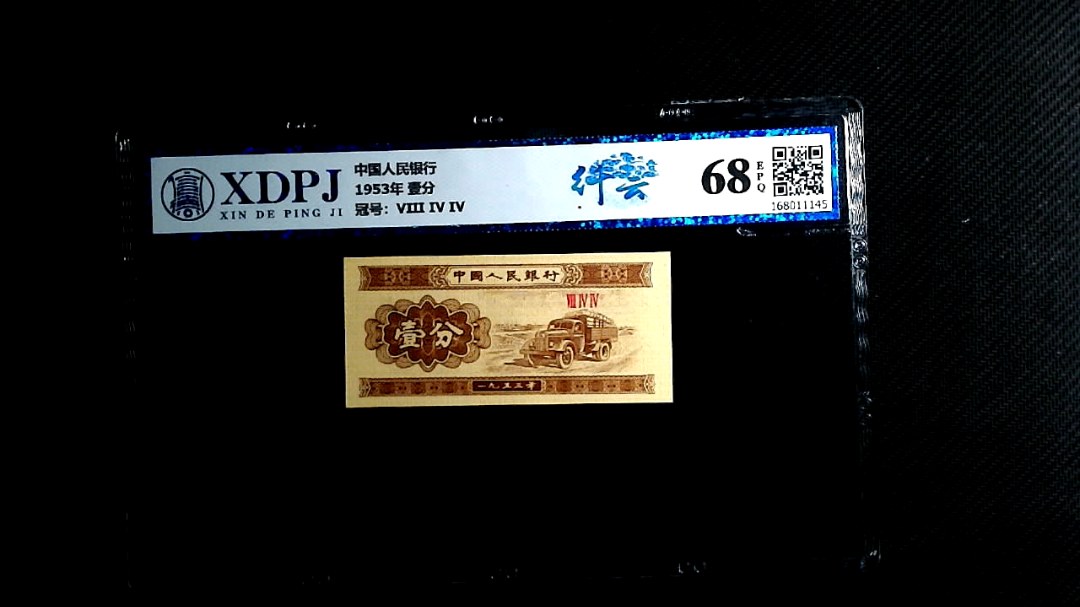 XDPJ
XIN DE PING JI
中国人民银行
1953年 壹分
冠号：VIII IV IV
68
EPQ
168011145
中國人民銀行
VIII IV IV
壹分
一九五三年